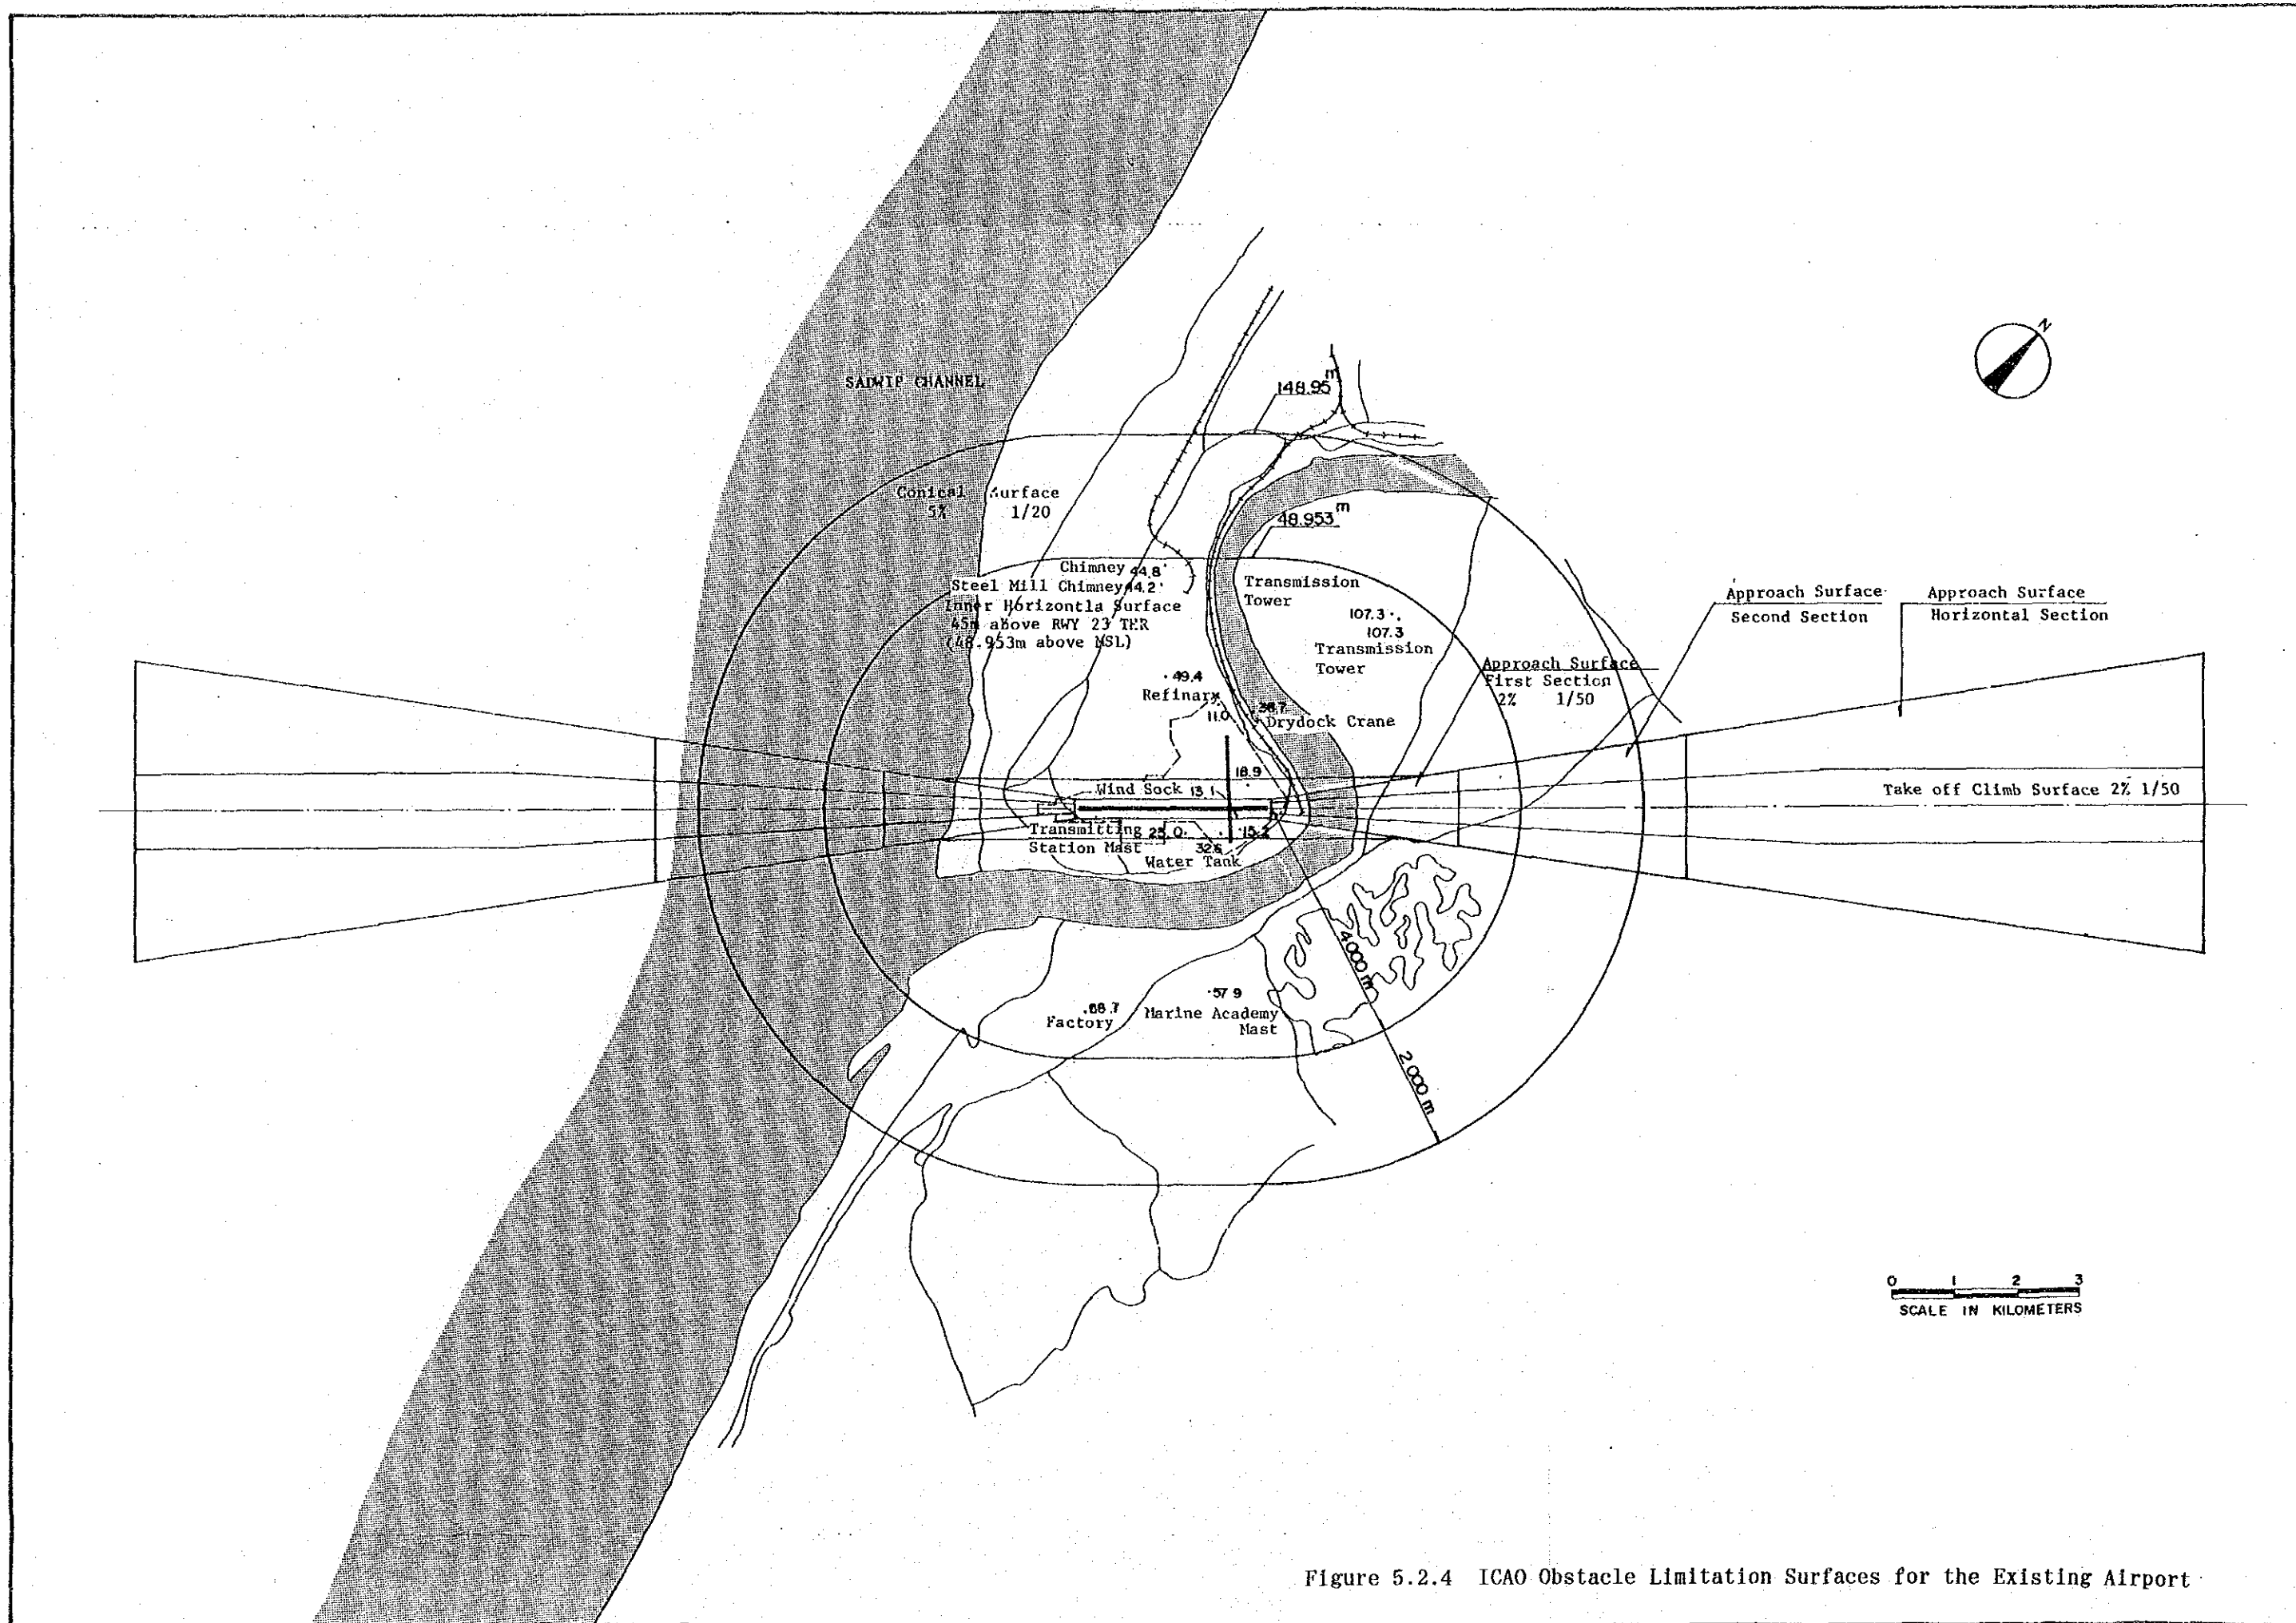 N
148.95 m
SADWIP CHANNEL
Conical Surface
5% 1/20
48.953 m
Chimney 44.8
Steel Mill Chimney 44.2
Inner Horizontla Surface
45m above RWY 23 THR
(48.953m above MSL)
Transmission
Tower
107.3
107.3
Transmission
Tower
Approach Surface
Second Section
Approach Surface
Horizontal Section
Approach Surface
First Section
2% 1/50
49.4
Refinary
11.0
38.7
Drydock Crane
18.9
Wind Sock 13.1
Take off Climb Surface 2% 1/50
Transmitting 25.0
Station Mast
15.2
32.6
Water Tank
4000 m
57 9
Marine Academy
Mast
68.7
Factory
2000 m
0 1 2 3
SCALE IN KILOMETERS
Figure 5.2.4 ICAO Obstacle Limitation Surfaces for the Existing Airport